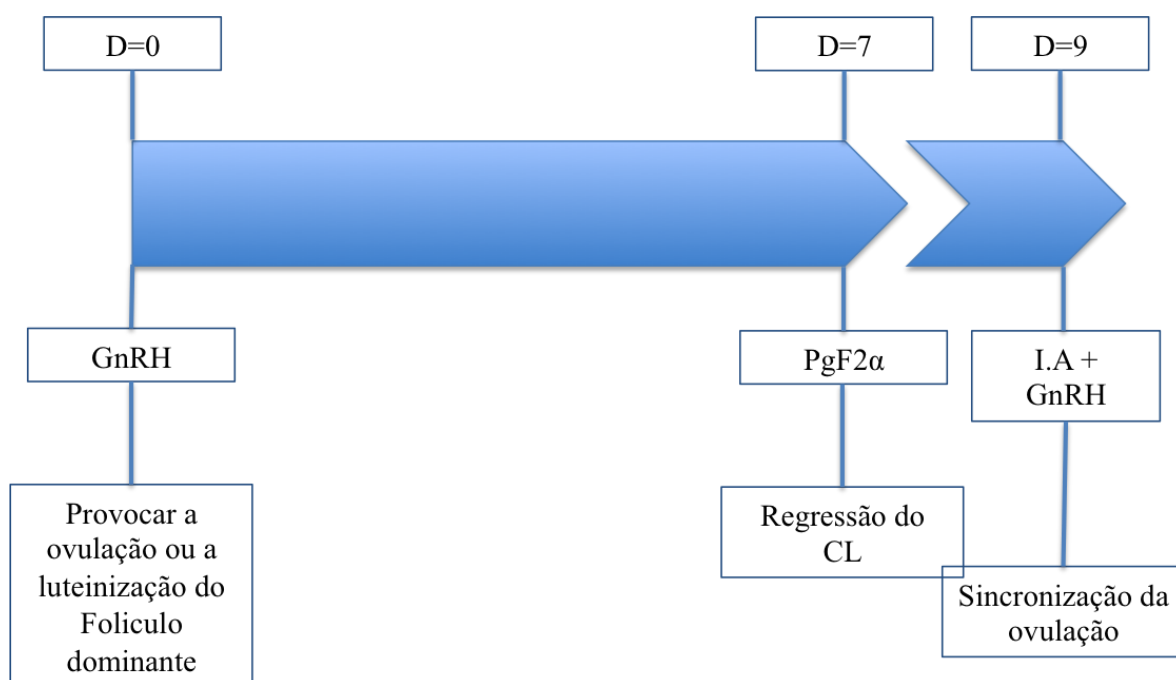 D=0
D=7
D=9
GnRH
PgF2α
I.A +
GnRH
Provocar a
ovulação ou a
luteinização do
Foliculo
dominante
Regressão do
CL
Sincronização da
ovulação